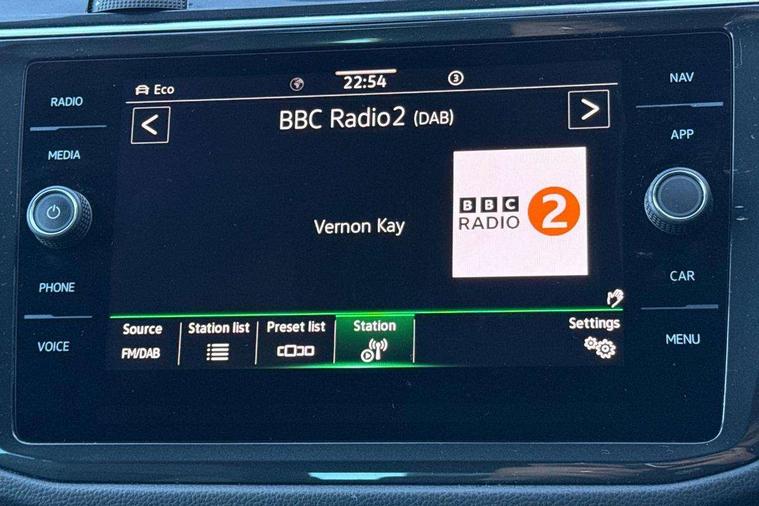 RADIO
MEDIA
PHONE
VOICE
Eco
22:54
3
<
BBC Radio2 (DAB)
>
Vernon Kay
BBC
RADIO
2
Source
FM/DAB
Station list
Preset list
Station
Settings
NAV
APP
CAR
MENU